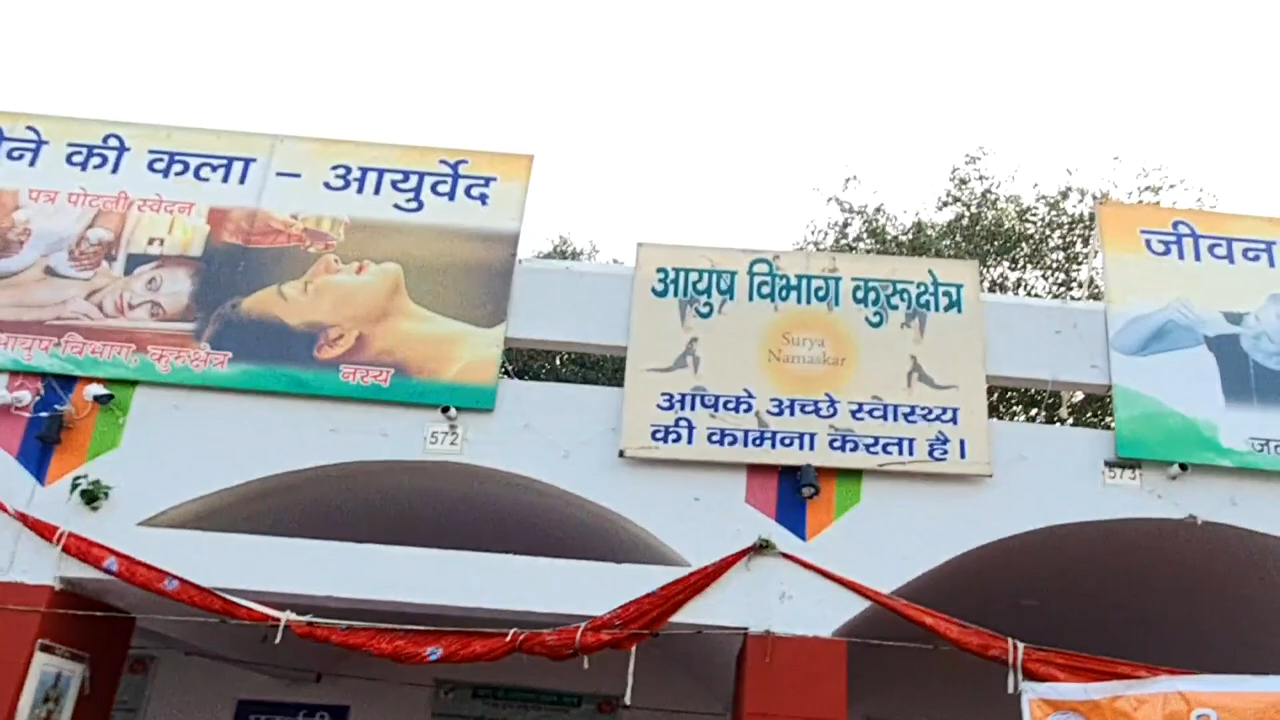 की कला - आयुर्वेद
पत्र पोटली स्वेदन
आयुष विभाग, कुरुक्षेत्र
नस्य
572
आयुष विभाग कुरूक्षेत्र
Surya
Namaskar
आपके अच्छे स्वास्थ्य
की कामना करता है।
जीवन
573